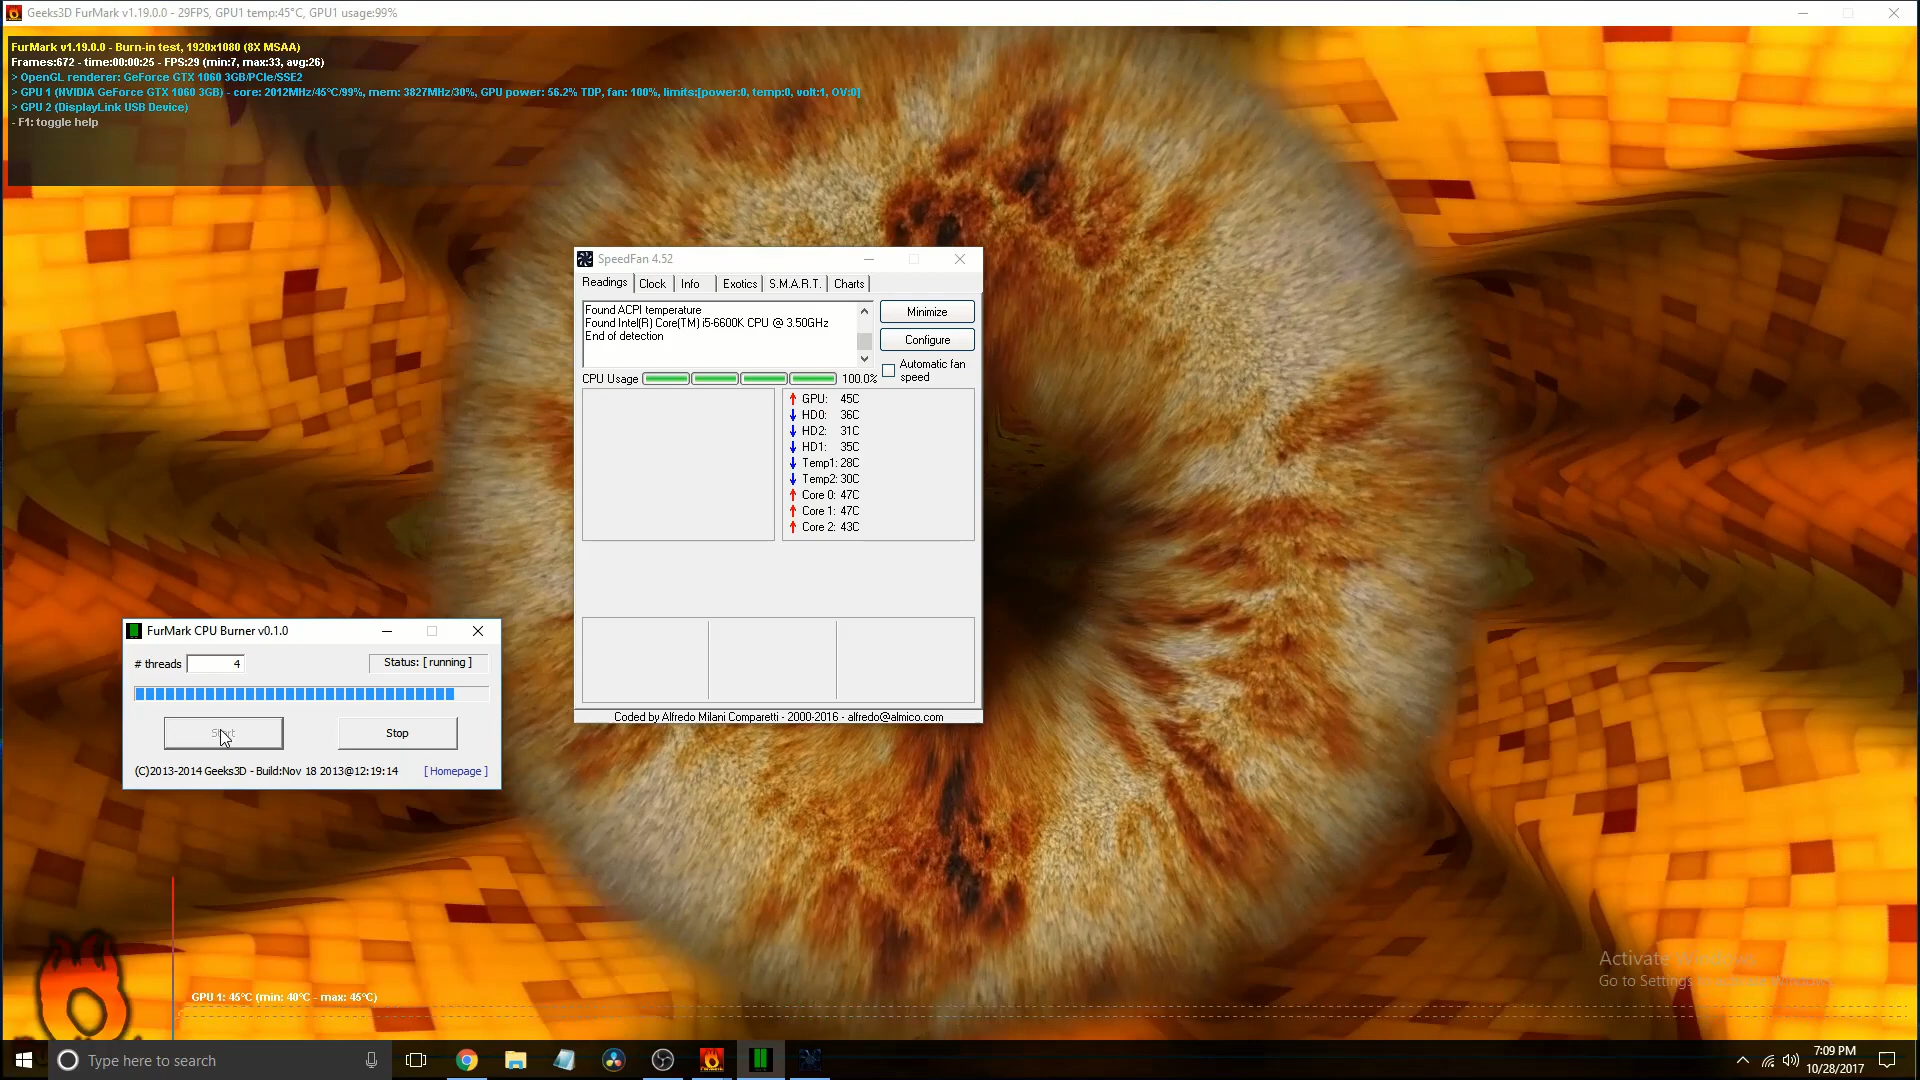 Geeks3D FurMark v1.19.0.0 - 29FPS, GPU1 temp:45°C, GPU1 usage:99%
FurMark v1.19.0.0 - Burn-in test, 1920x1080 (8X MSAA)
Frames:672 - time:00:00:25 - FPS:29 (min:7, max:33, avg:26)
> OpenGL renderer: GeForce GTX 1060 3GB/PCIe/SSE2
> GPU 1 (NVIDIA GeForce GTX 1060 3GB) - core: 2012MHz/45°C/99%, mem: 3827MHz/30%, GPU power: 56.2% TDP, fan: 100%, limits:[power:0, temp:0, volt:1, OV:0]
> GPU 2 (DisplayLink USB Device)
- F1: toggle help
SpeedFan 4.52
Readings Clock Info Exotics S.M.A.R.T. Charts
Found ACPI temperature
Found Intel(R) Core(TM) i5-6600K CPU @ 3.50GHz
End of detection
Minimize
Configure
Automatic fan
speed
CPU Usage 100.0%
GPU: 45C
HD0: 36C
HD2: 31C
HD1: 35C
Temp1: 28C
Temp2: 30C
Core 0: 47C
Core 1: 47C
Core 2: 43C
Coded by Alfredo Milani Comparetti - 2000-2016 - alfredo@almico.com
FurMark CPU Burner v0.1.0
# threads 4 Status: [ running ]
Start Stop
(C)2013-2014 Geeks3D - Build:Nov 18 2013@12:19:14 [ Homepage ]
GPU 1: 45°C (min: 40°C - max: 45°C)
Activate Windows
Go to Settings to activate Windows.
Type here to search
7:09 PM
10/28/2017